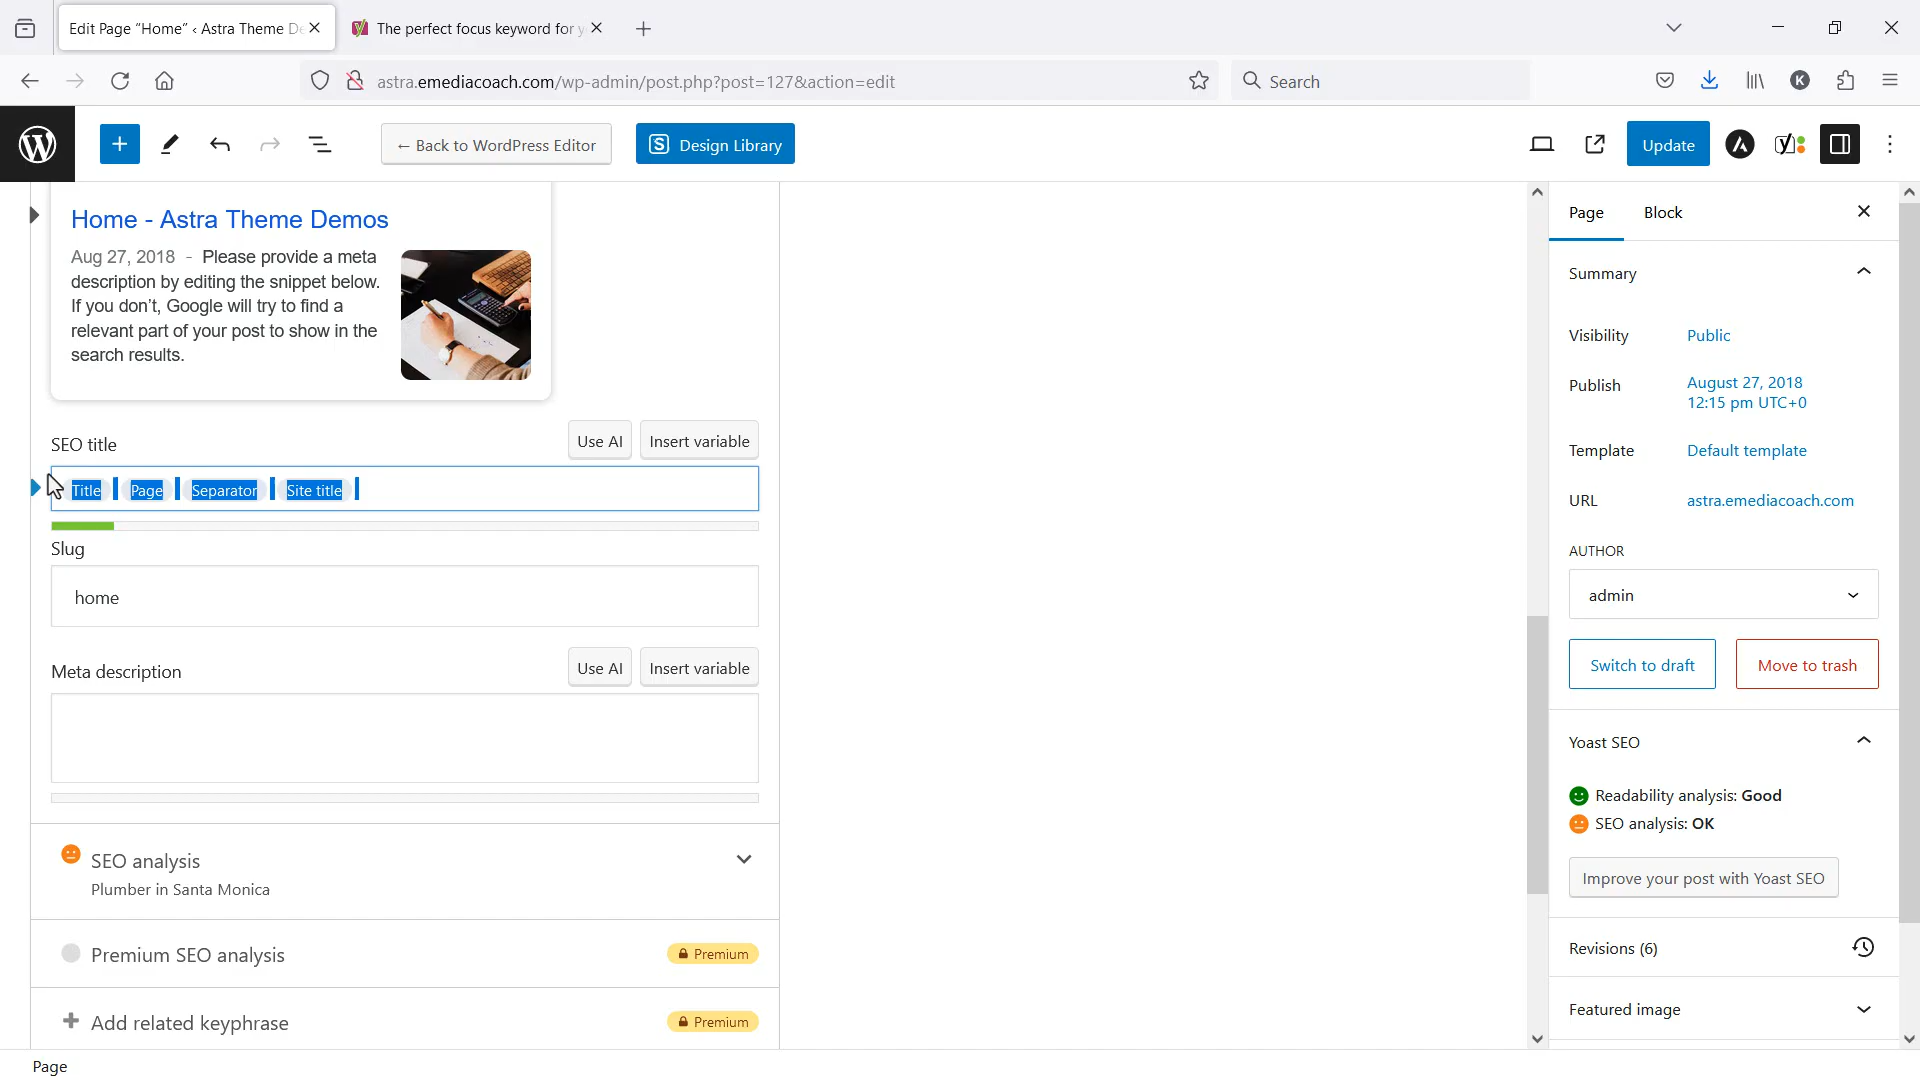 Edit Page “Home” ‹ Astra Theme De
The perfect focus keyword for y
astra.emediacoach.com/wp-admin/post.php?post=127&action=edit
Search
K
← Back to WordPress Editor
Design Library
Update
Home - Astra Theme Demos
Aug 27, 2018 - Please provide a meta
description by editing the snippet below.
If you don’t, Google will try to find a
relevant part of your post to show in the
search results.
SEO title
Use AI
Insert variable
Title
Page
Separator
Site title
Slug
home
Meta description
Use AI
Insert variable
SEO analysis
Plumber in Santa Monica
Premium SEO analysis
Premium
Add related keyphrase
Premium
Page
Block
Summary
Visibility
Public
Publish
August 27, 2018
12:15 pm UTC+0
Template
Default template
URL
astra.emediacoach.com
AUTHOR
admin
Switch to draft
Move to trash
Yoast SEO
Readability analysis: Good
SEO analysis: OK
Improve your post with Yoast SEO
Revisions (6)
Featured image
Page